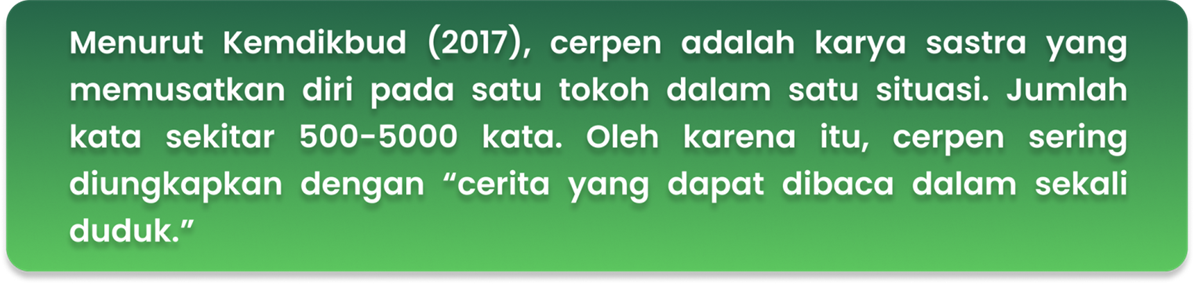 Menurut Kemdikbud (2017), cerpen adalah karya sastra yang
memusatkan diri pada satu tokoh dalam satu situasi. Jumlah
kata sekitar 500-5000 kata. Oleh karena itu, cerpen sering
diungkapkan dengan “cerita yang dapat dibaca dalam sekali
duduk.”